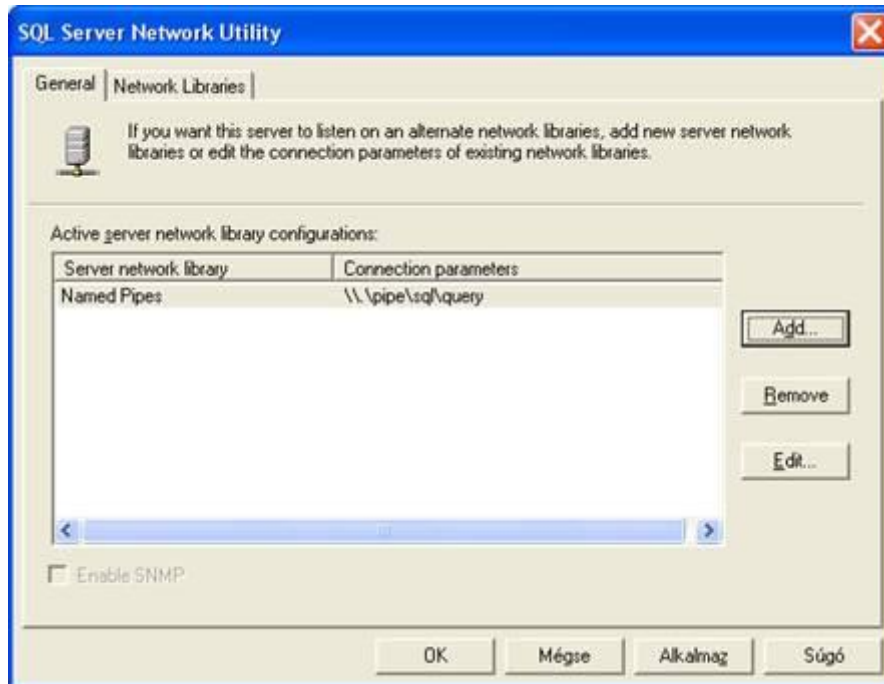 SQL Server Network Utility
General Network Libraries
If you want this server to listen on an alternate network libraries, add new server network
libraries or edit the connection parameters of existing network libraries.
Active server network library configurations:
Server network library Connection parameters
Named Pipes \\.\pipe\sql\query
Add...
Remove
Edit...
Enable SNMP
OK Mégse Alkalmaz Súgó